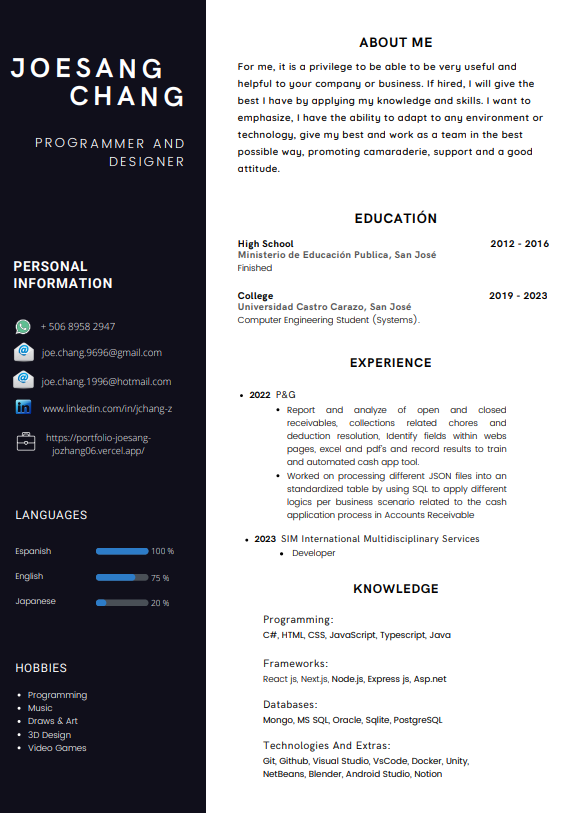 JOESANG
CHANG
PROGRAMMER AND
DESIGNER
PERSONAL
INFORMATION
+ 506 8958 2947
joe.chang.9696@gmail.com
joe.chang.1996@hotmail.com
www.linkedin.com/in/jchang-z
https://portfolio-joesang-
jozhang06.vercel.app/
LANGUAGES
Espanish 100 %
English 75 %
Japanese 20 %
HOBBIES
• Programming
• Music
• Draws & Art
• 3D Design
• Video Games
ABOUT ME
For me, it is a privilege to be able to be very useful and
helpful to your company or business. If hired, I will give the
best I have by applying my knowledge and skills. I want to
emphasize, I have the ability to adapt to any environment or
technology, give my best and work as a team in the best
possible way, promoting camaraderie, support and a good
attitude.
EDUCATIÓN
High School 2012 - 2016
Ministerio de Educación Publica, San José
Finished
College 2019 - 2023
Universidad Castro Carazo, San José
Computer Engineering Student (Systems).
EXPERIENCE
• 2022 P&G
• Report and analyze of open and closed
receivables, collections related chores and
deduction resolution, Identify fields within webs
pages, excel and pdf's and record results to train
and automated cash app tool.
• Worked on processing different JSON files into an
standardized table by using SQL to apply different
logics per business scenario related to the cash
application process in Accounts Receivable
• 2023 SIM International Multidisciplinary Services
• Developer
KNOWLEDGE
Programming:
C#, HTML, CSS, JavaScript, Typescript, Java
Frameworks:
React js, Next.js, Node.js, Express js, Asp.net
Databases:
Mongo, MS SQL, Oracle, Sqlite, PostgreSQL
Technologies And Extras:
Git, Github, Visual Studio, VsCode, Docker, Unity,
NetBeans, Blender, Android Studio, Notion